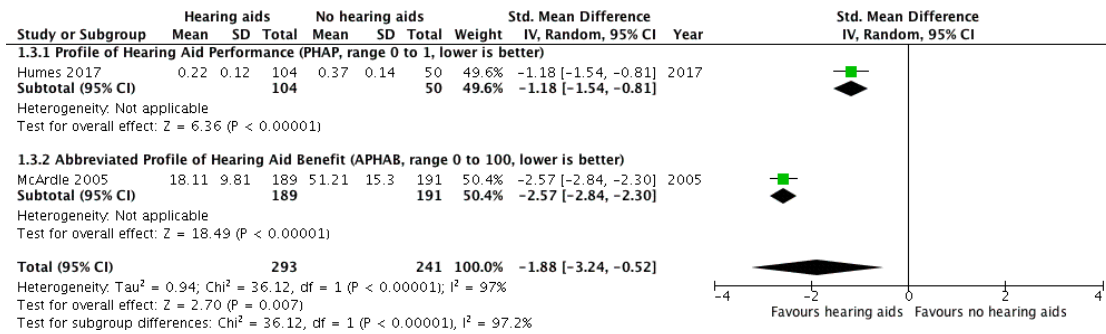 Hearing aids No hearing aids Std. Mean Difference Std. Mean Difference
Study or Subgroup Mean SD Total Mean SD Total Weight IV, Random, 95% CI Year IV, Random, 95% CI
1.3.1 Profile of Hearing Aid Performance (PHAP, range 0 to 1, lower is better)
Humes 2017 0.22 0.12 104 0.37 0.14 50 49.6% -1.18 [-1.54, -0.81] 2017
Subtotal (95% CI) 104 50 49.6% -1.18 [-1.54, -0.81]
Heterogeneity: Not applicable
Test for overall effect: Z = 6.36 (P < 0.00001)
1.3.2 Abbreviated Profile of Hearing Aid Benefit (APHAB, range 0 to 100, lower is better)
McArdle 2005 18.11 9.81 189 51.21 15.3 191 50.4% -2.57 [-2.84, -2.30] 2005
Subtotal (95% CI) 189 191 50.4% -2.57 [-2.84, -2.30]
Heterogeneity: Not applicable
Test for overall effect: Z = 18.49 (P < 0.00001)
Total (95% CI) 293 241 100.0% -1.88 [-3.24, -0.52]
Heterogeneity: Tau² = 0.94; Chi² = 36.12, df = 1 (P < 0.00001); I² = 97%
Test for overall effect: Z = 2.70 (P = 0.007)
Test for subgroup differences: Chi² = 36.12, df = 1 (P < 0.00001), I² = 97.2%
-4 -2 0 2 4
Favours hearing aids Favours no hearing aids